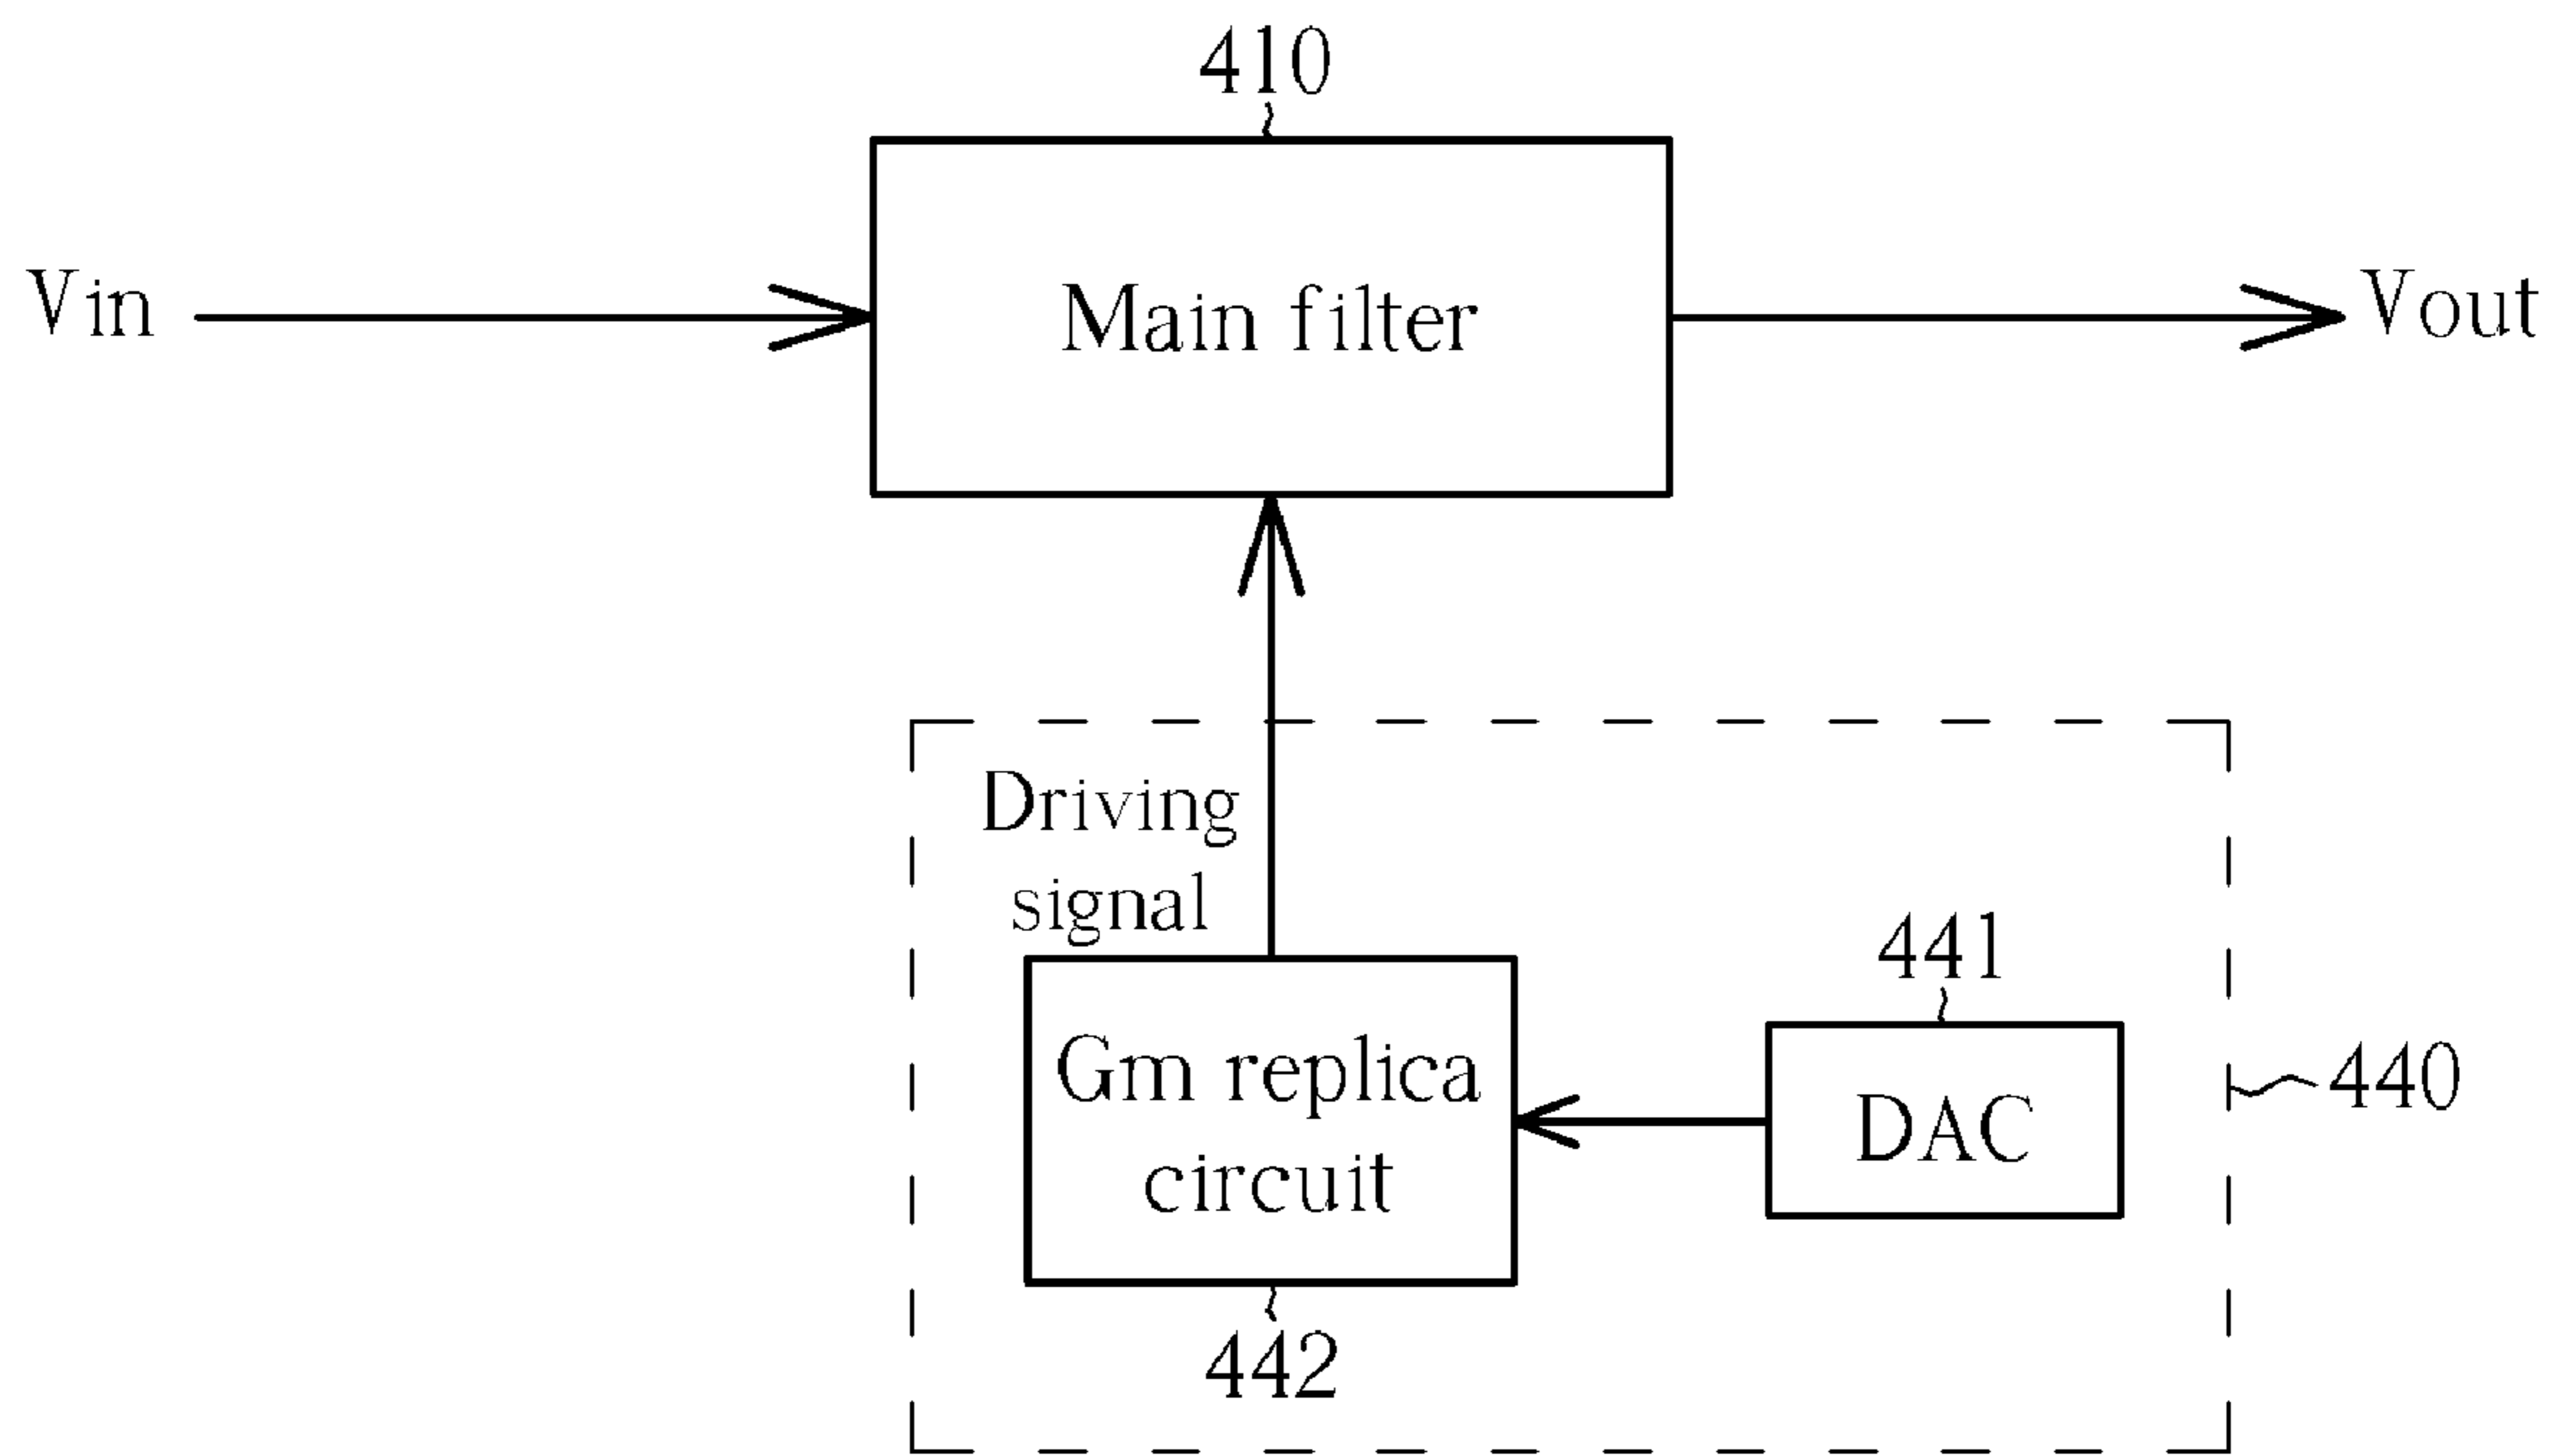 410
Vin
Main filter
Vout
Driving
signal
441
Gm replica
circuit
DAC
440
442